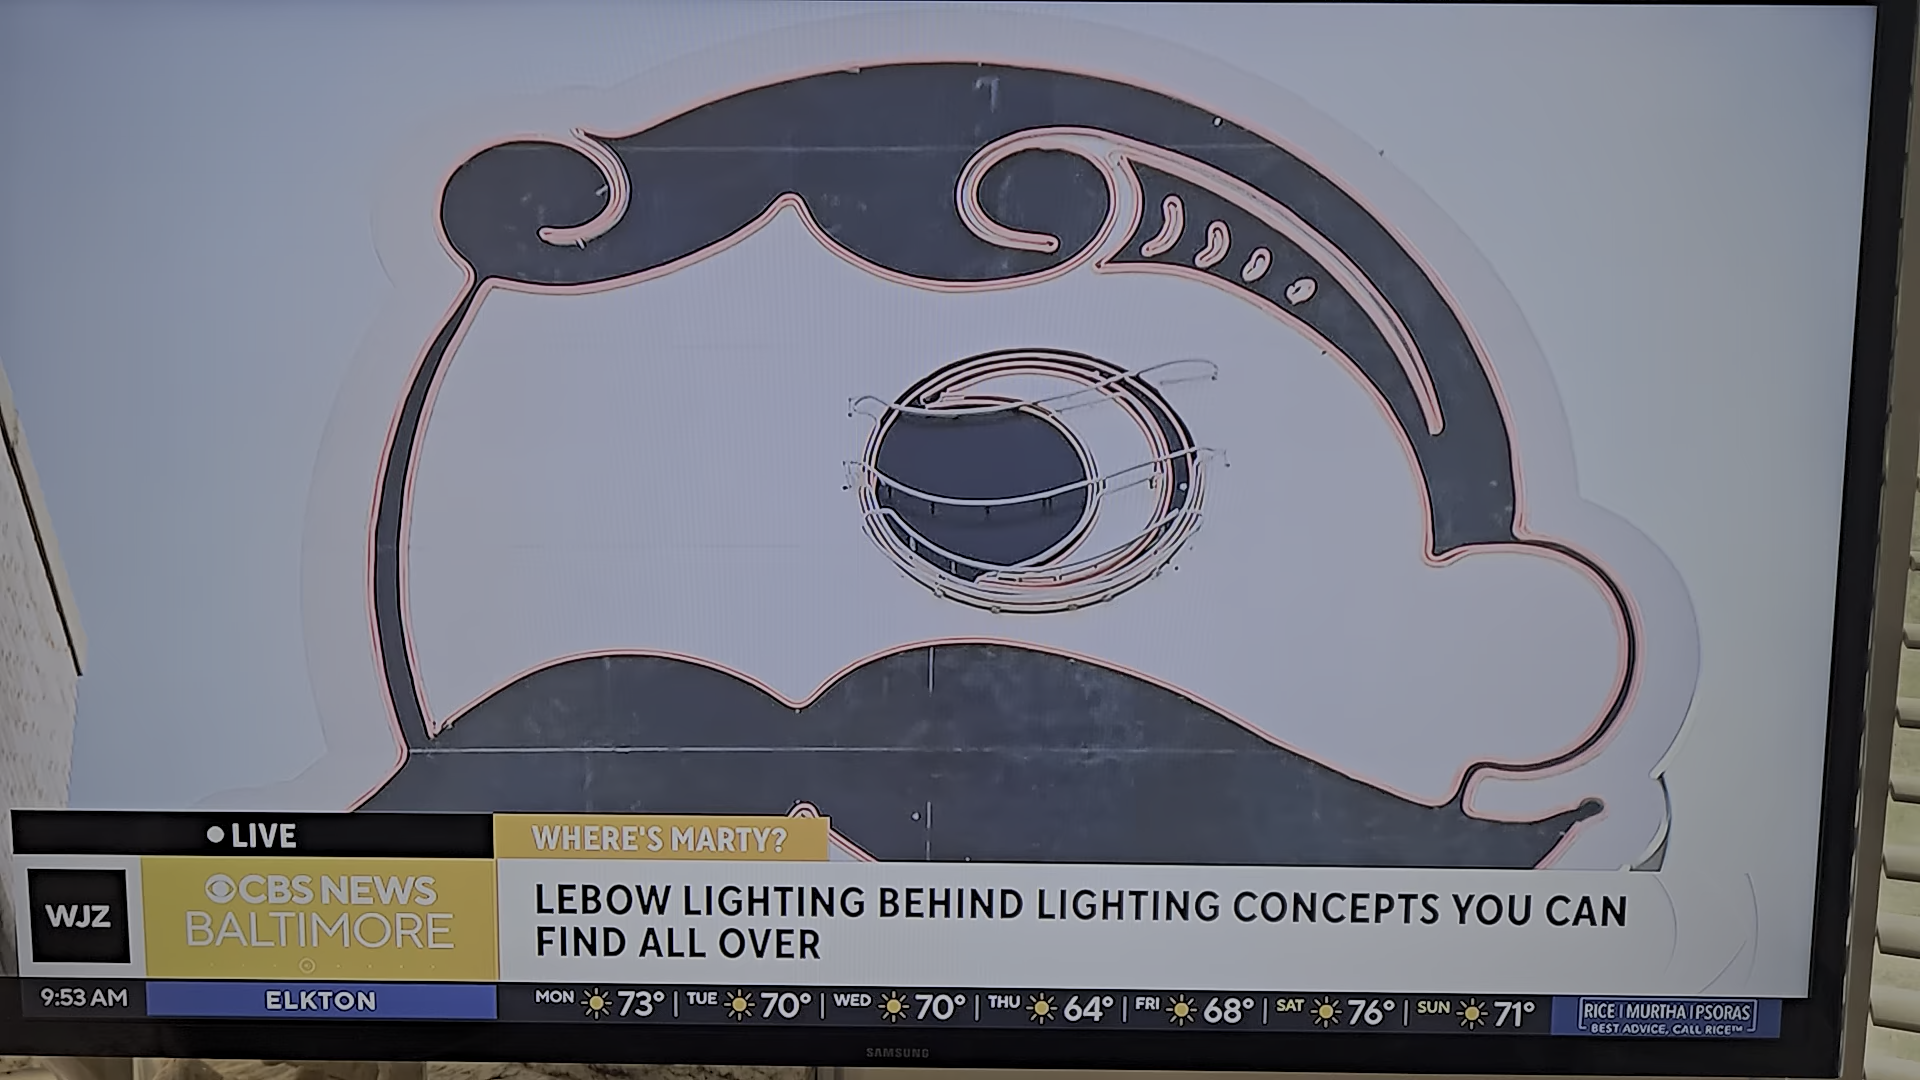 LIVE
WHERE'S MARTY?
WJZ
CBS NEWS
BALTIMORE
LEBOW LIGHTING BEHIND LIGHTING CONCEPTS YOU CAN
FIND ALL OVER
9:53 AM
ELKTON
MON 73° | TUE 70° | WED 70° | THU 64° | FRI 68° | SAT 76° | SUN 71°
RICE | MURTHA | PSORAS
BEST ADVICE, CALL RICE™
SAMSUNG